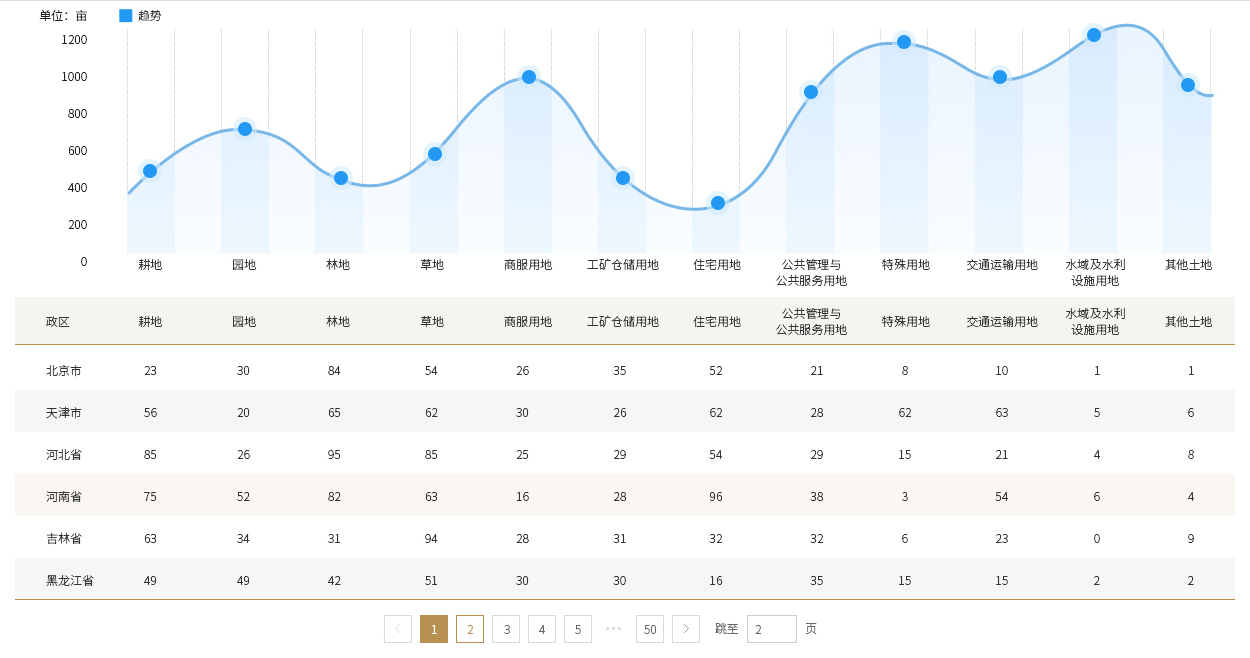 单位：亩 趋势
1200
1000
800
600
400
200
0
耕地 园地 林地 草地 商服用地 工矿仓储用地 住宅用地 公共管理与 特殊用地 交通运输用地 水域及水利 其他土地
公共服务用地 设施用地
政区 耕地 园地 林地 草地 商服用地 工矿仓储用地 住宅用地 公共管理与 特殊用地 交通运输用地 水域及水利 其他土地
公共服务用地 设施用地
北京市 23 30 84 54 26 35 52 21 8 10 1 1
天津市 56 20 65 62 30 26 62 28 62 63 5 6
河北省 85 26 95 85 25 29 54 29 15 21 4 8
河南省 75 52 82 63 16 28 96 38 3 54 6 4
吉林省 63 34 31 94 28 31 32 32 6 23 0 9
黑龙江省 49 49 42 51 30 30 16 35 15 15 2 2
1 2 3 4 5 ··· 50 跳至 2 页